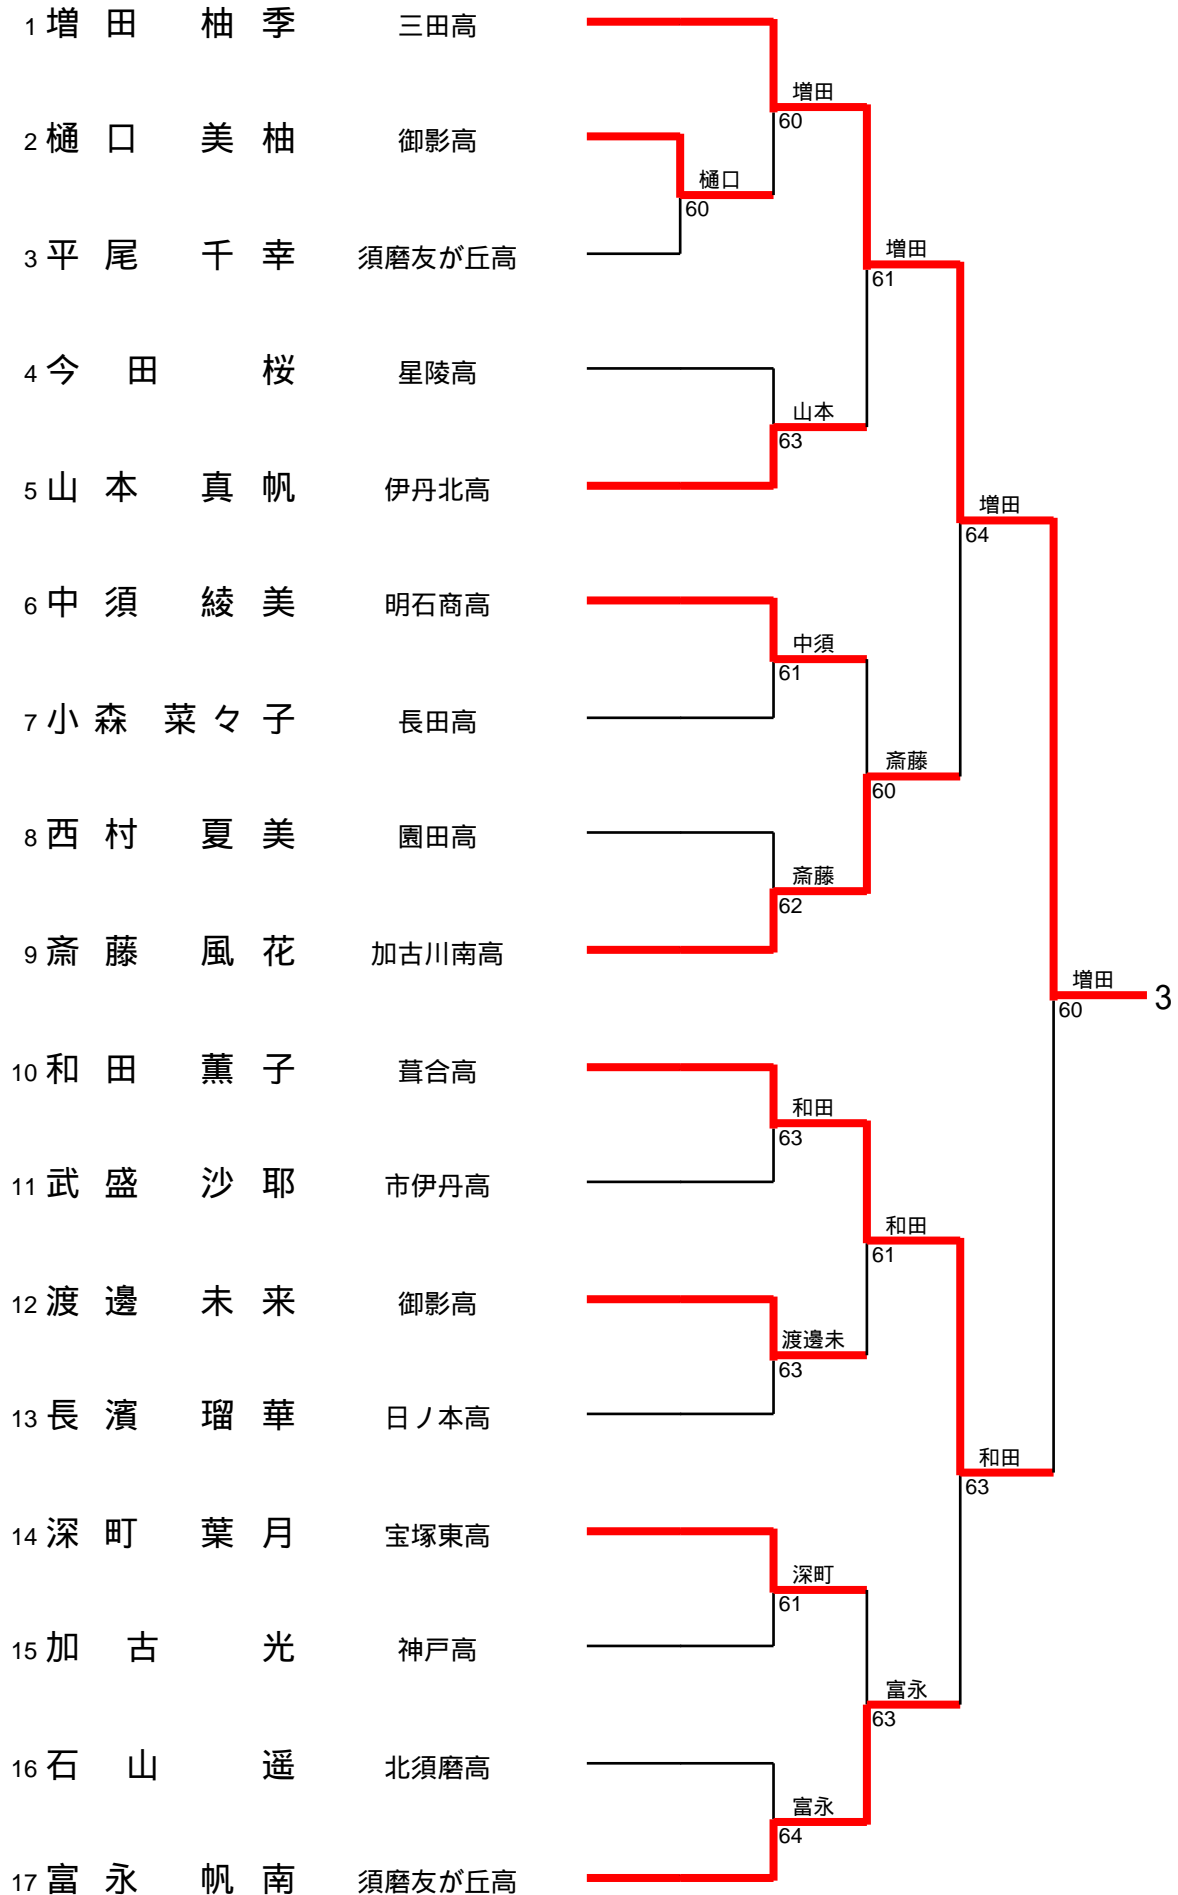 1 増田 柚季 三田高
増田
60
2 樋口 美柚 御影高
樋口
60
3 平尾 千幸 須磨友が丘高
増田
61
4 今田 桜 星陵高
山本
63
5 山本 真帆 伊丹北高
増田
64
6 中須 綾美 明石商高
中須
61
7 小森 菜々子 長田高
斎藤
60
8 西村 夏美 園田高
斎藤
62
9 斎藤 風花 加古川南高
増田
60
3
10 和田 薫子 葺合高
和田
63
11 武盛 沙耶 市伊丹高
和田
61
12 渡邊 未来 御影高
渡邊未
63
13 長濱 瑠華 日ノ本高
和田
63
14 深町 葉月 宝塚東高
深町
61
15 加古 光 神戸高
富永
63
16 石山 遥 北須磨高
富永
64
17 富永 帆南 須磨友が丘高